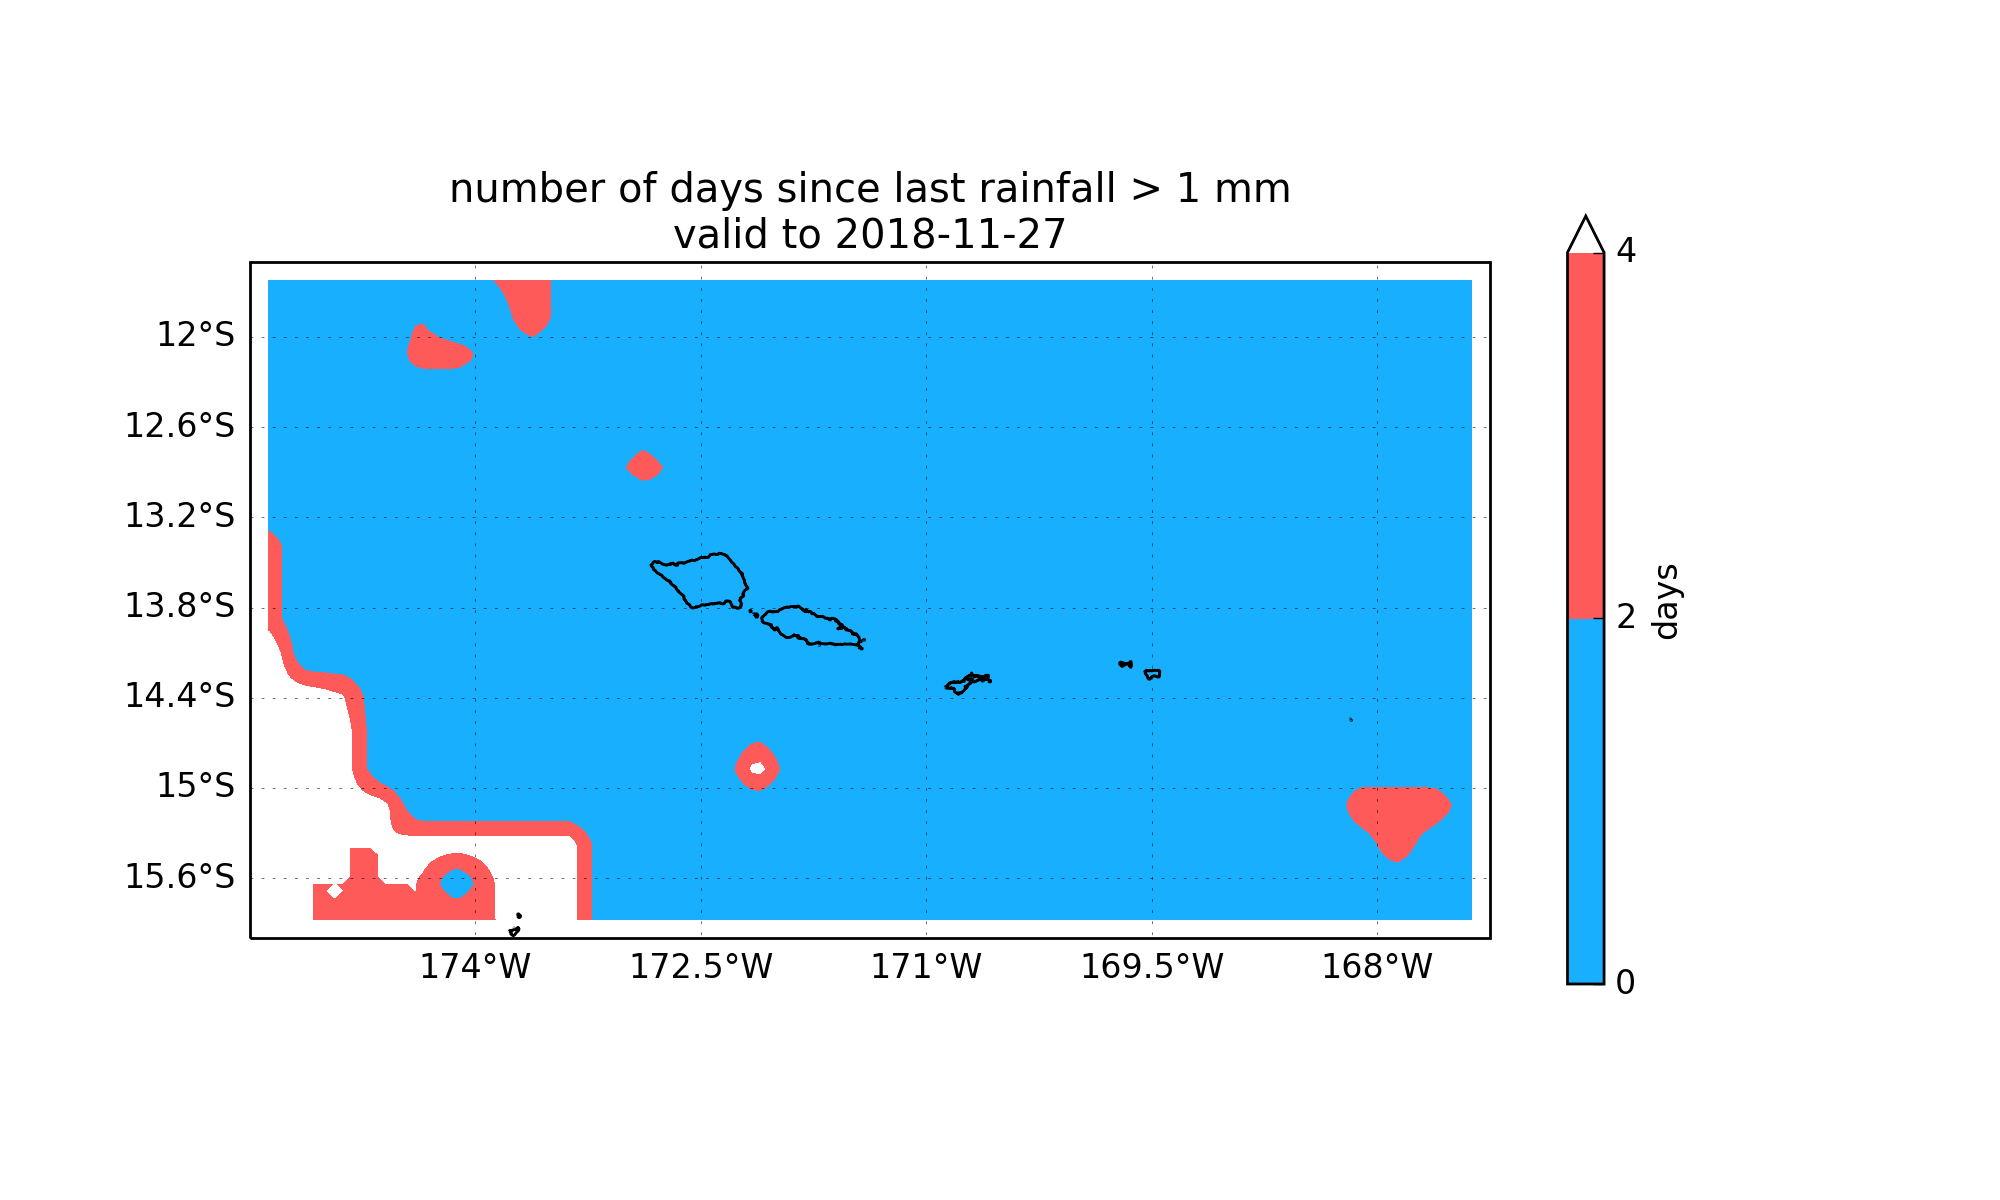 number of days since last rainfall > 1 mm
valid to 2018-11-27
12°S
12.6°S
13.2°S
13.8°S
14.4°S
15°S
15.6°S
174°W
172.5°W
171°W
169.5°W
168°W
4
2
0
days